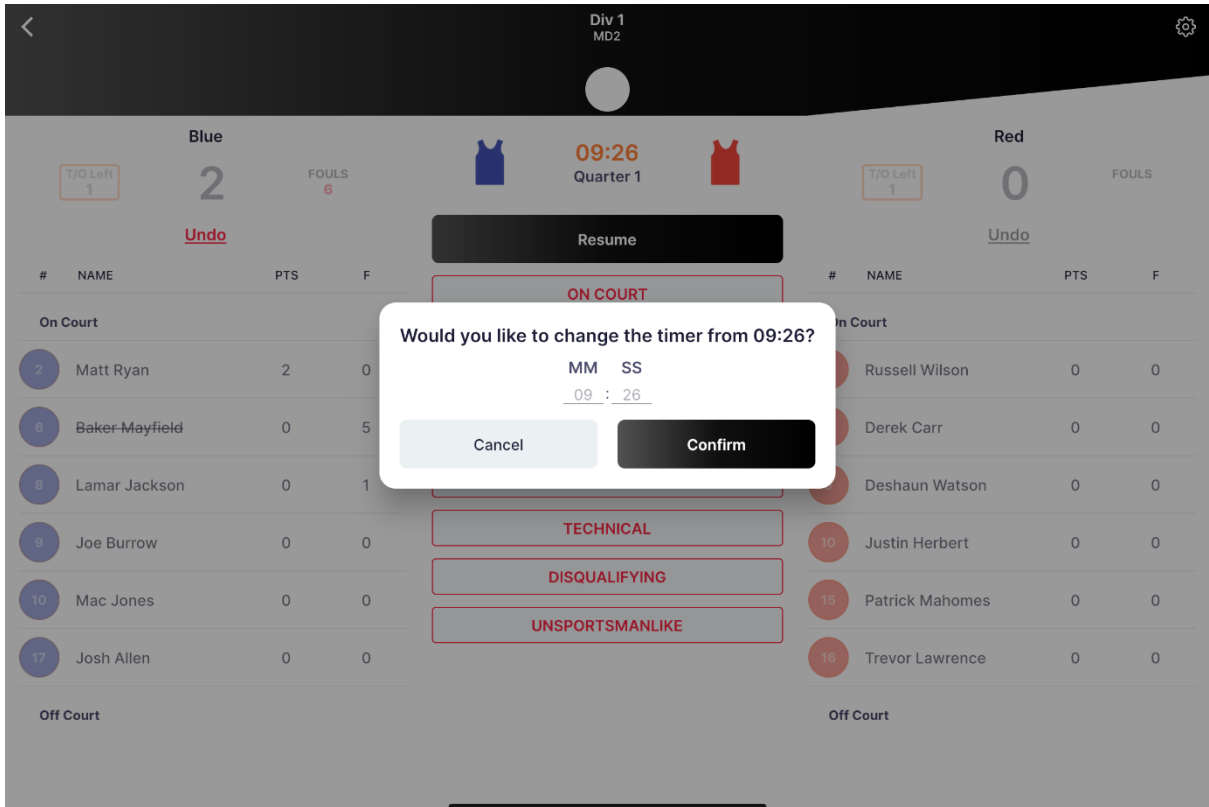 Div 1
MD2
Blue
T/O Left
1
2
FOULS
6
Undo
09:26
Quarter 1
Red
T/O Left
1
0
FOULS
Undo
Resume
ON COURT
# NAME PTS F
On Court
2 Matt Ryan 2 0
6 Baker Mayfield 0 5
8 Lamar Jackson 0 1
9 Joe Burrow 0 0
10 Mac Jones 0 0
17 Josh Allen 0 0
Off Court
Would you like to change the timer from 09:26?
MM SS
09 : 26
Cancel Confirm
TECHNICAL
DISQUALIFYING
UNSPORTSMANLIKE
# NAME PTS F
On Court
Russell Wilson 0 0
Derek Carr 0 0
Deshaun Watson 0 0
10 Justin Herbert 0 0
15 Patrick Mahomes 0 0
16 Trevor Lawrence 0 0
Off Court